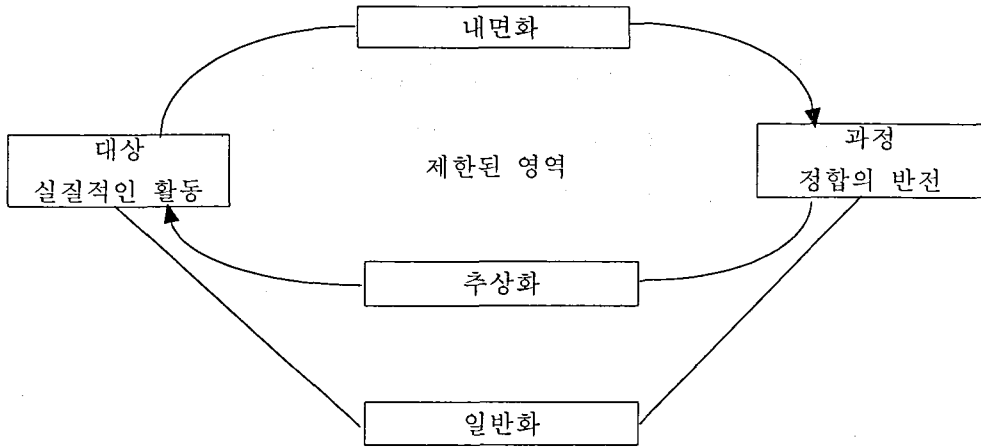 내면화
대상
실질적인 활동
제한된 영역
과정
정합의 반전
추상화
일반화